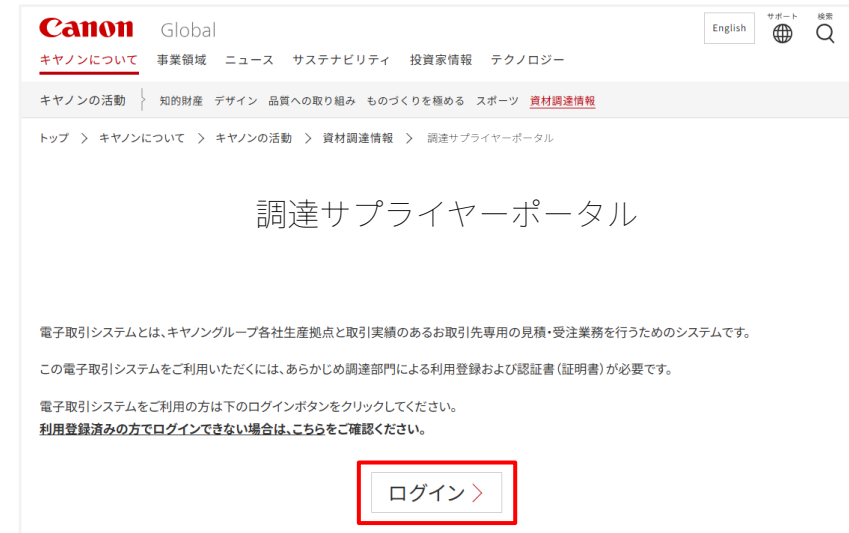 Canon Global
English
サポート
検索
キヤノンについて 事業領域 ニュース サステナビリティ 投資家情報 テクノロジー
キヤノンの活動 知的財産 デザイン 品質への取り組み ものづくりを極める スポーツ 資材調達情報
トップ > キヤノンについて > キヤノンの活動 > 資材調達情報 > 調達サプライヤーポータル
調達サプライヤーポータル
電子取引システムとは、キヤノングループ各社生産拠点と取引実績のあるお取引先専用の見積・受注業務を行うためのシステムです。
この電子取引システムをご利用いただくには、あらかじめ調達部門による利用登録および認証書(証明書)が必要です。
電子取引システムをご利用の方は下のログインボタンをクリックしてください。
利用登録済みの方でログインできない場合は、こちらをご確認ください。
ログイン >